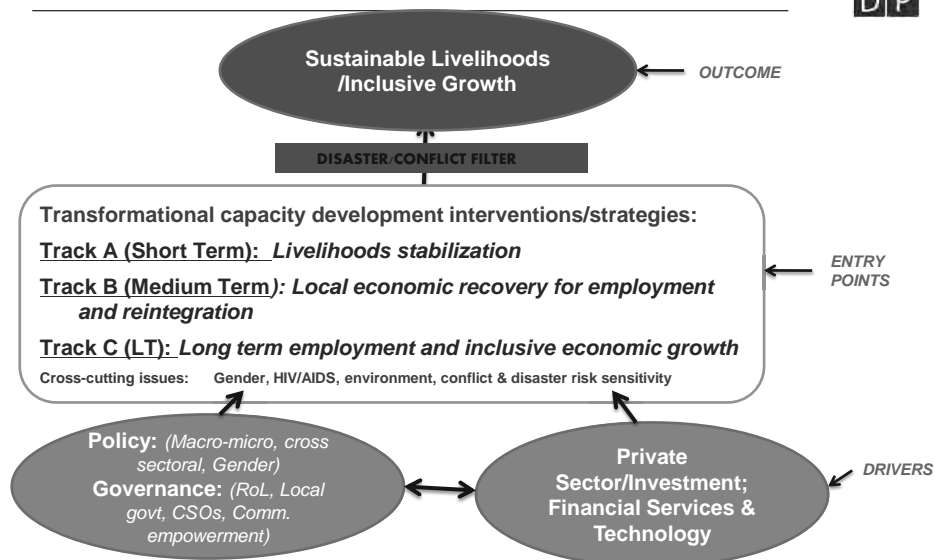 D P
Sustainable Livelihoods
/Inclusive Growth
OUTCOME
DISASTER/CONFLICT FILTER
Transformational capacity development interventions/strategies:
Track A (Short Term): Livelihoods stabilization
Track B (Medium Term): Local economic recovery for employment
and reintegration
Track C (LT): Long term employment and inclusive economic growth
Cross-cutting issues: Gender, HIV/AIDS, environment, conflict & disaster risk sensitivity
ENTRY
POINTS
Policy: (Macro-micro, cross
sectoral, Gender)
Governance: (RoL, Local
govt, CSOs, Comm.
empowerment)
Private
Sector/Investment;
Financial Services &
Technology
DRIVERS